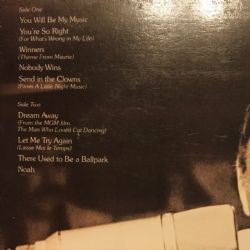 Side One
You Will Be My Music
You're So Right
(For What's Wrong in My Life)
Winners
(Theme From Maurie)
Nobody Wins
Send in the Clowns
(From A Little Night Music)
Side Two
Dream Away
(From the MGM film,
The Man Who Loved Cat Dancing)
Let Me Try Again
(Laisse Moi le Temps)
There Used to Be a Ballpark
Noah